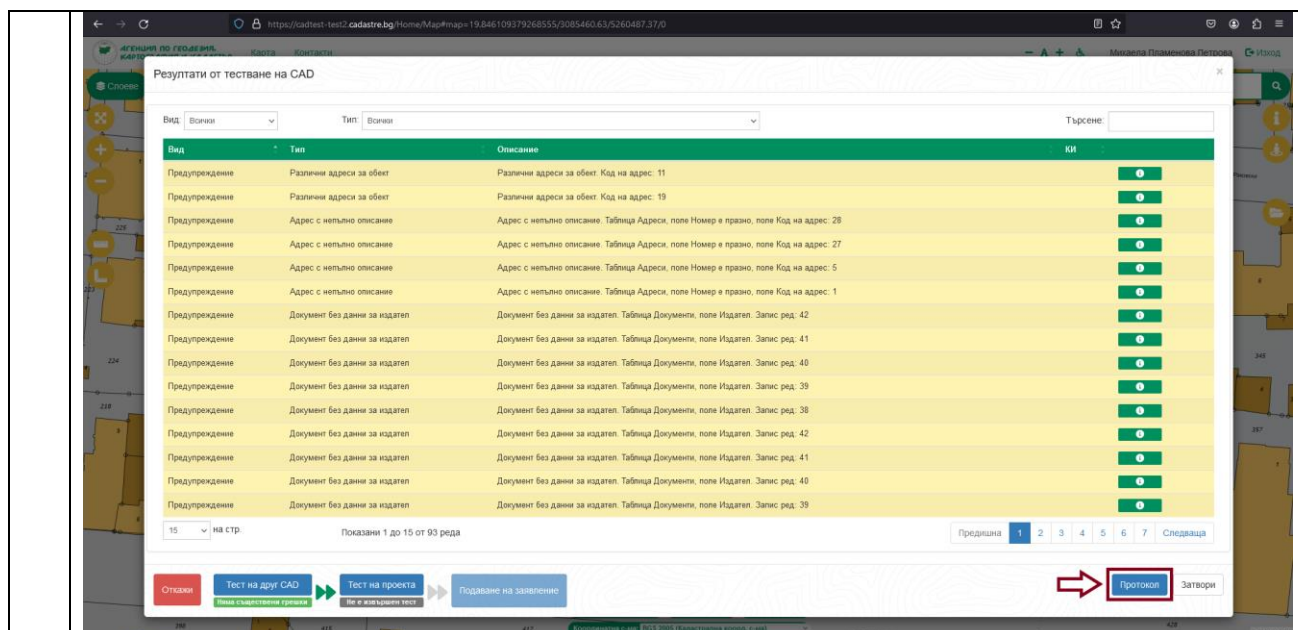 https://cadtest-test2.cadastre.bg/Home/Map#map=19.846109379268555/3085460.63/5260487.37/0
АГЕНЦИЯ ПО ГЕОДЕЗИЯ, Карта Контакти - A + Михаела Пламенова Петрова Изход
Слоеве
Резултати от тестване на CAD ×
Вид: Всички Тип: Всички Търсене:
Вид Тип Описание КИ
Предупреждение Различни адреси за обект Различни адреси за обект. Код на адрес: 11
Предупреждение Различни адреси за обект Различни адреси за обект. Код на адрес: 19
Предупреждение Адрес с непълно описание Адрес с непълно описание. Таблица Адреси, поле Номер е празно, поле Код на адрес: 28
Предупреждение Адрес с непълно описание Адрес с непълно описание. Таблица Адреси, поле Номер е празно, поле Код на адрес: 27
Предупреждение Адрес с непълно описание Адрес с непълно описание. Таблица Адреси, поле Номер е празно, поле Код на адрес: 5
Предупреждение Адрес с непълно описание Адрес с непълно описание. Таблица Адреси, поле Номер е празно, поле Код на адрес: 1
Предупреждение Документ без данни за издател Документ без данни за издател. Таблица Документи, поле Издател. Запис ред: 42
Предупреждение Документ без данни за издател Документ без данни за издател. Таблица Документи, поле Издател. Запис ред: 41
Предупреждение Документ без данни за издател Документ без данни за издател. Таблица Документи, поле Издател. Запис ред: 40
Предупреждение Документ без данни за издател Документ без данни за издател. Таблица Документи, поле Издател. Запис ред: 39
Предупреждение Документ без данни за издател Документ без данни за издател. Таблица Документи, поле Издател. Запис ред: 38
Предупреждение Документ без данни за издател Документ без данни за издател. Таблица Документи, поле Издател. Запис ред: 42
Предупреждение Документ без данни за издател Документ без данни за издател. Таблица Документи, поле Издател. Запис ред: 41
Предупреждение Документ без данни за издател Документ без данни за издател. Таблица Документи, поле Издател. Запис ред: 40
Предупреждение Документ без данни за издател Документ без данни за издател. Таблица Документи, поле Издател. Запис ред: 39
15 на стр. Показани 1 до 15 от 93 реда Предишна 1 2 3 4 5 6 7 Следваща
Откажи Тест на друг CAD Тест на проекта Подаване на заявление Протокол Затвори
Няма съществени грешки Не е извършен тест